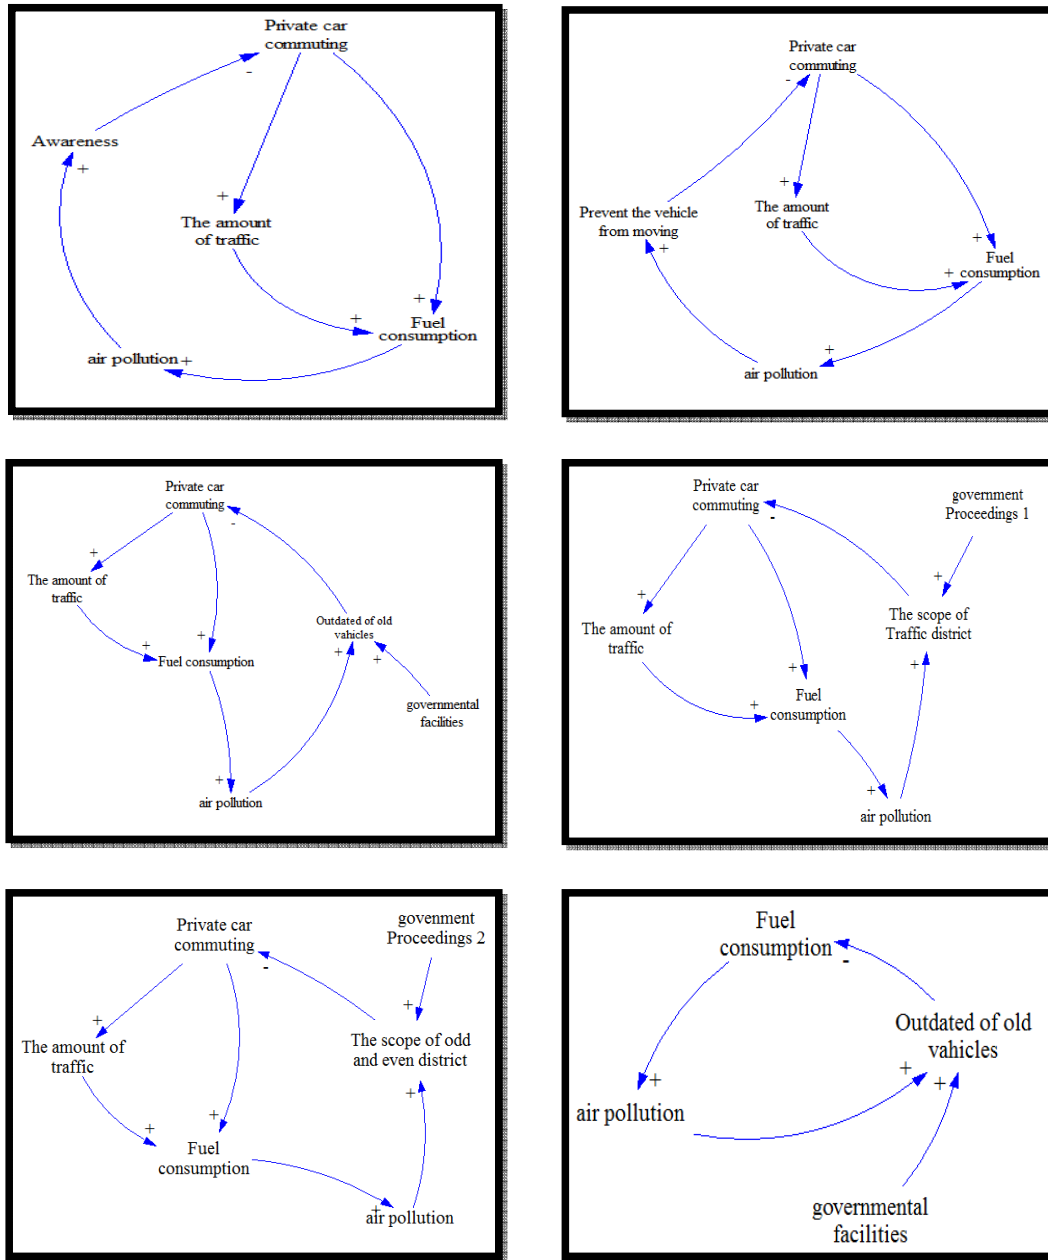 Private car
commuting
-
Awareness
+
+
The amount
of traffic
+
+
Fuel
consumption
air pollution
+
Private car
commuting
-
+
Prevent the vehicle
from moving
The amount
of traffic
+
+
+
Fuel
consumption
+
air pollution
Private car
commuting
-
+
The amount of
traffic
+
+
Fuel consumption
Outdated of old
vahicles
+
+
governmental
facilities
+
air pollution
Private car
commuting
-
government
Proceedings 1
+
+
The amount of
traffic
The scope of
Traffic district
+
+
+
Fuel
consumption
+
air pollution
Private car
commuting
-
govenment
Proceedings 2
+
+
The amount of
traffic
The scope of odd
and even district
+
+
+
Fuel
consumption
+
air pollution
Fuel
consumption
-
Outdated of old
vahicles
+
+
+
air pollution
governmental
facilities